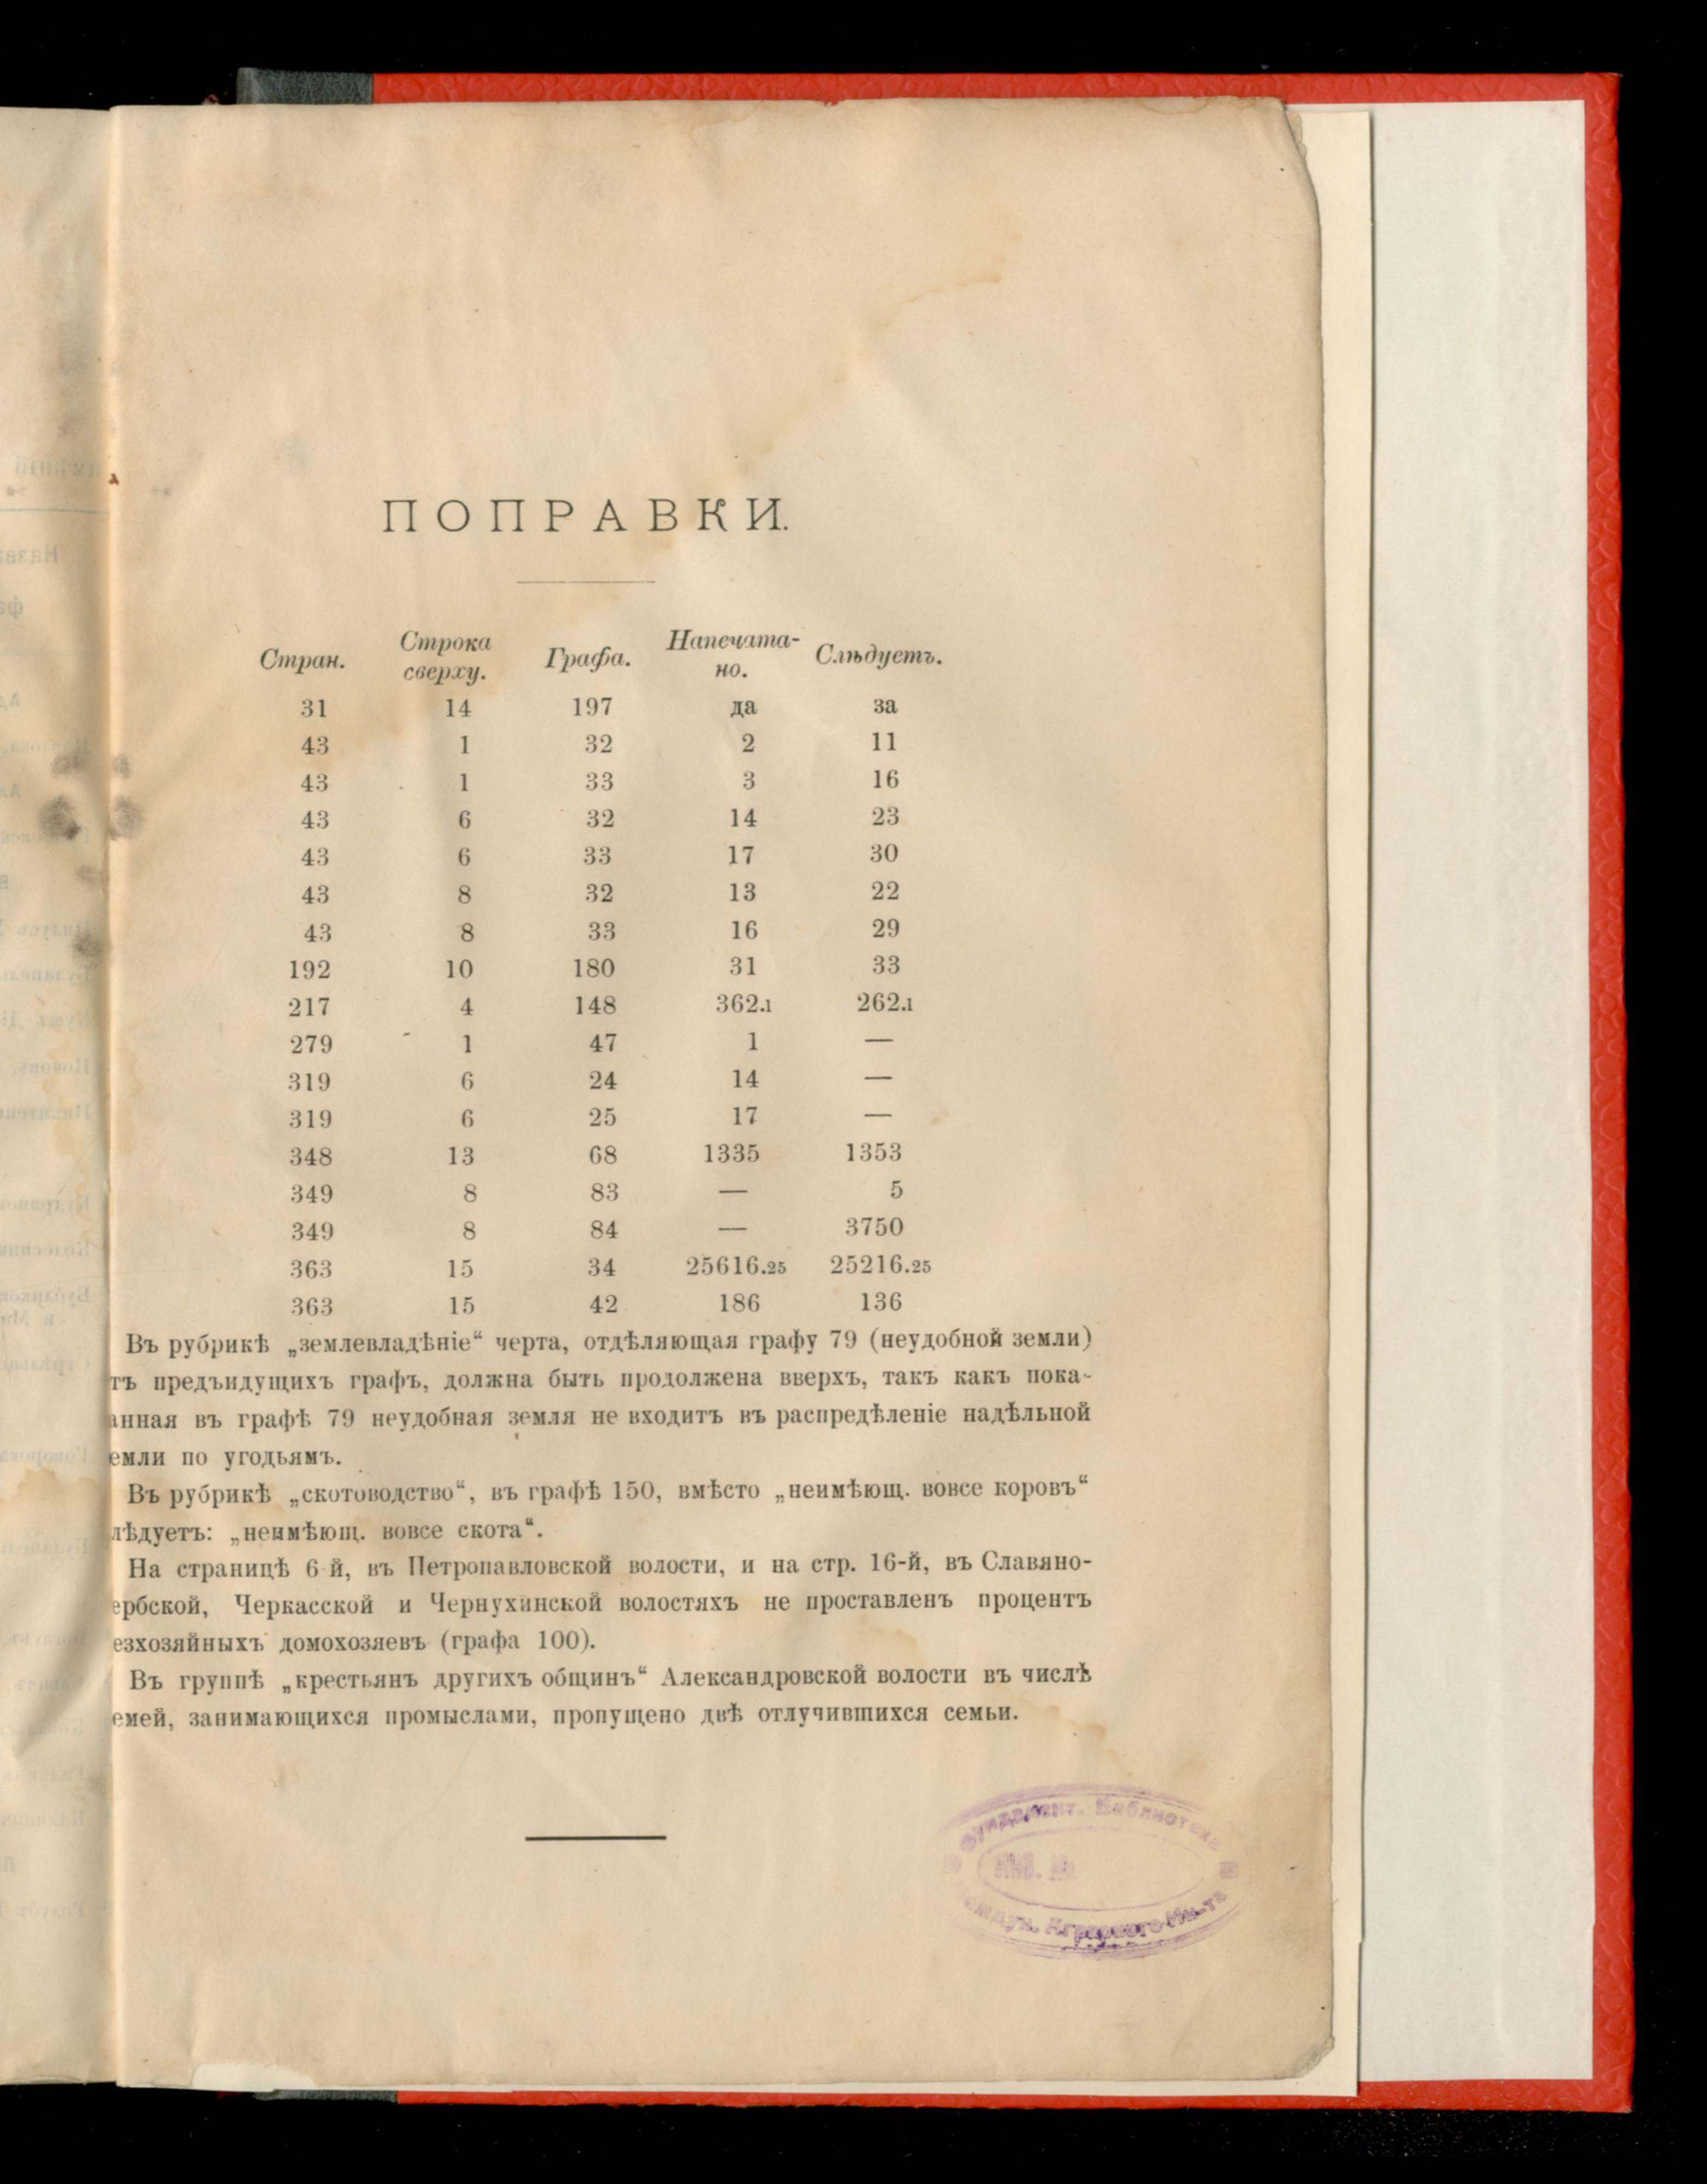 ПОПРАВКИ.
Стран. Строка сверху. Графа. Напечата- но. Слѣдуетъ.
31 14 197 да за
43 1 32 2 11
43 1 33 3 16
43 6 32 14 23
43 6 33 17 30
43 8 32 13 22
43 8 33 16 29
192 10 180 31 33
217 4 148 362.1 262.1
279 1 47 1 —
319 6 24 14 —
319 6 25 17 —
348 13 68 1335 1353
349 8 83 — 5
349 8 84 — 3750
363 15 34 25616.25 25216.25
363 15 42 186 136
Въ рубрикѣ „землевладѣніе“ черта, отдѣляющая графу 79 (неудобной земли)
тъ предъидущихъ графъ, должна быть продолжена вверхъ, такъ какъ пока-
анная въ графѣ 79 неудобная земля не входитъ въ распредѣленіе надѣльной
емли по угодьямъ.
Въ рубрикѣ „скотоводство“, въ графѣ 150, вмѣсто „неимѣющ. вовсе коровъ“
лѣдуетъ: „неимѣющ. вовсе скота“.
На страницѣ 6-й, въ Петропавловской волости, и на стр. 16-й, въ Славяно-
ербской, Черкасской и Чернухинской волостяхъ не проставленъ процентъ
езхозяйныхъ домохозяевъ (графа 100).
Въ группѣ „крестьянъ другихъ общинъ“ Александровской волости въ числѣ
емей, занимающихся промыслами, пропущено двѣ отлучившихся семьи.
Фундамент. Библиотека
Аграрного Ин-та